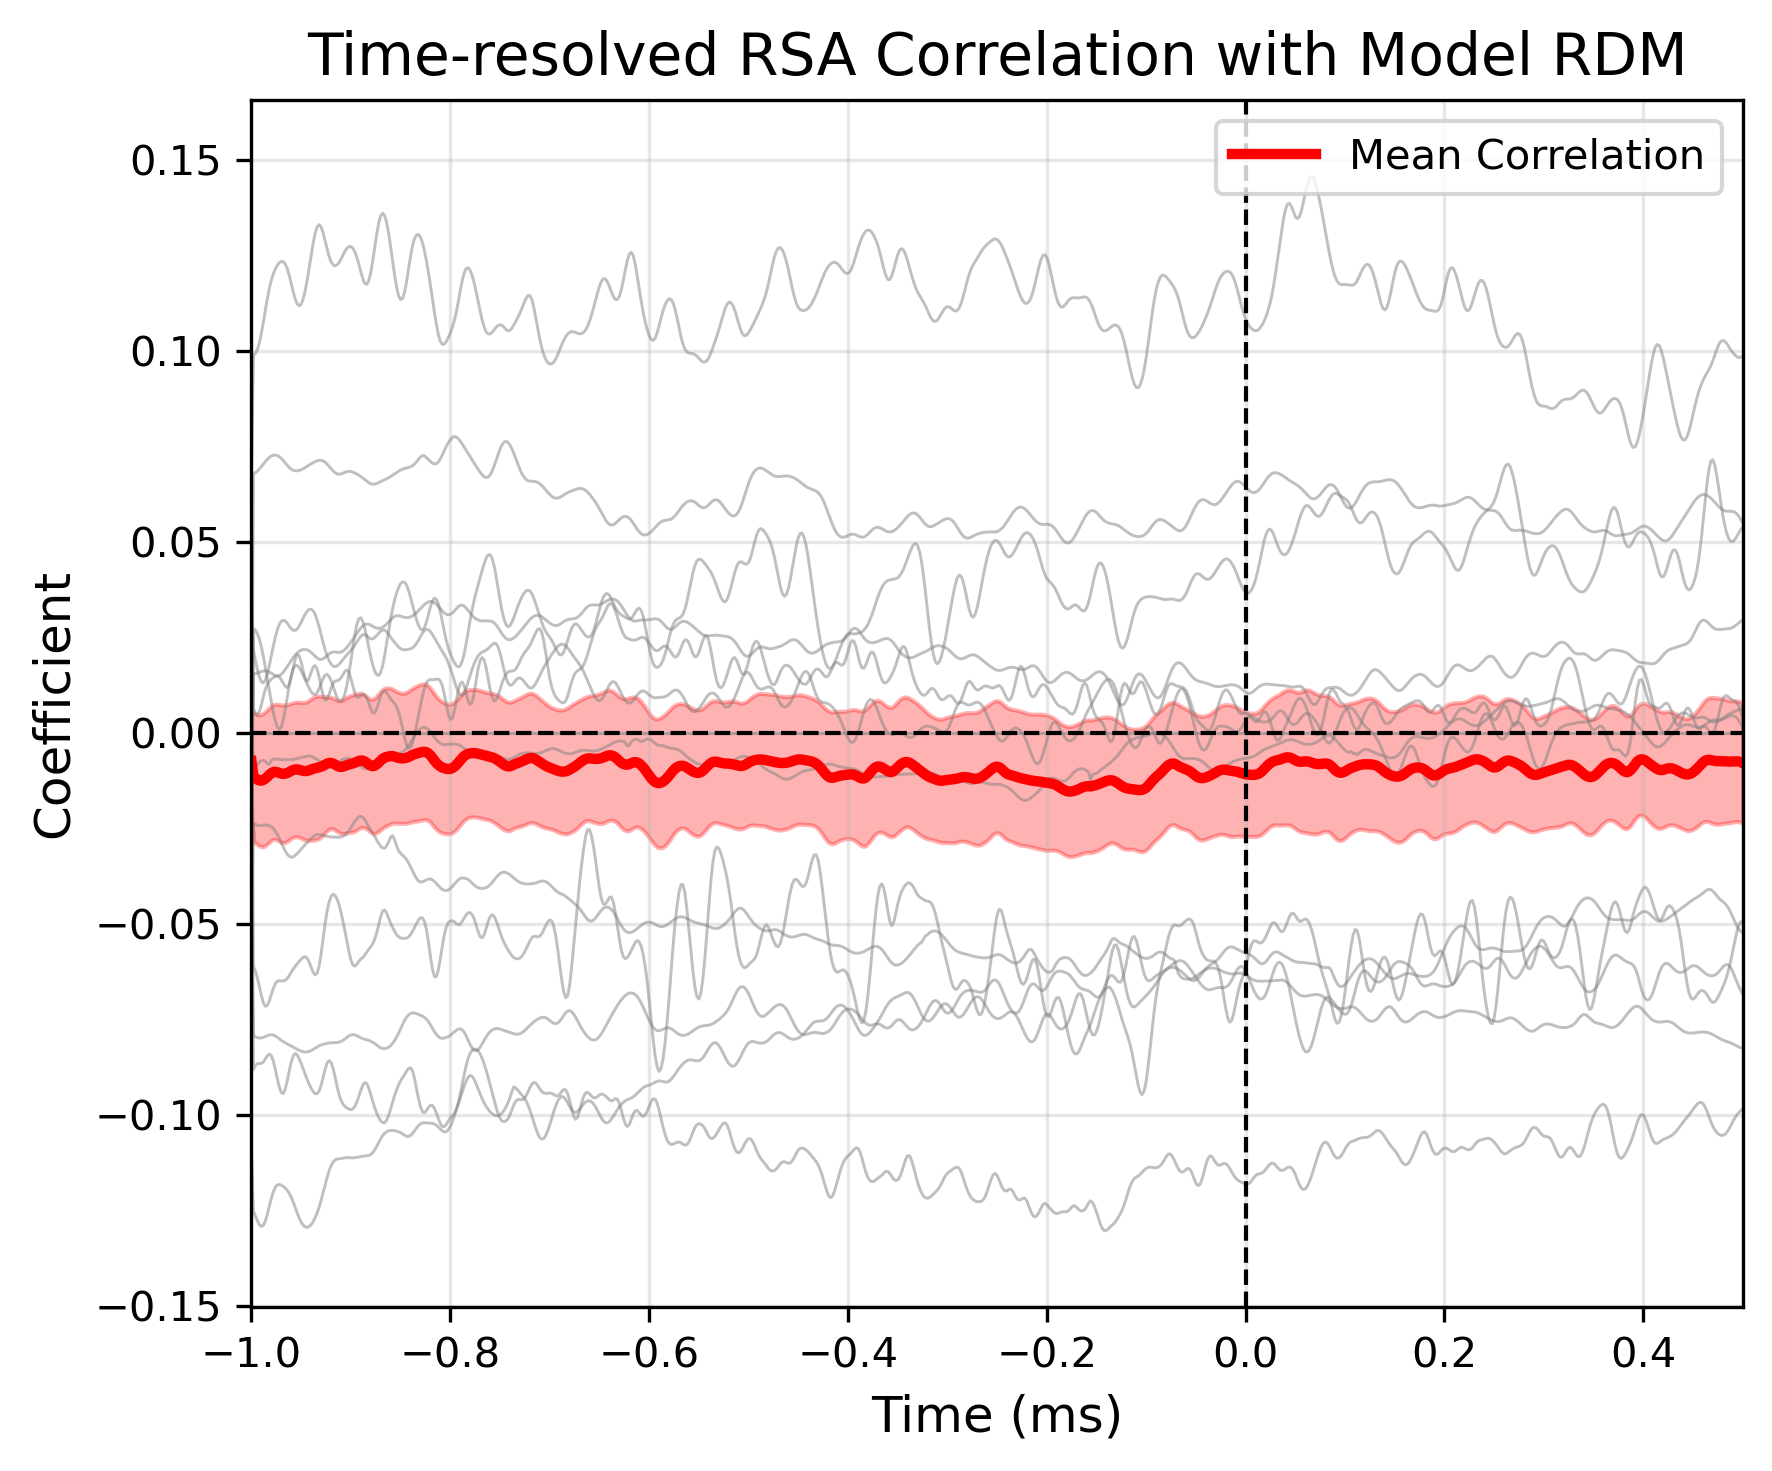 Time-resolved RSA Correlation with Model RDM
Mean Correlation
0.15
0.10
0.05
0.00
−0.05
−0.10
−0.15
Coefficient
−1.0 −0.8 −0.6 −0.4 −0.2 0.0 0.2 0.4
Time (ms)